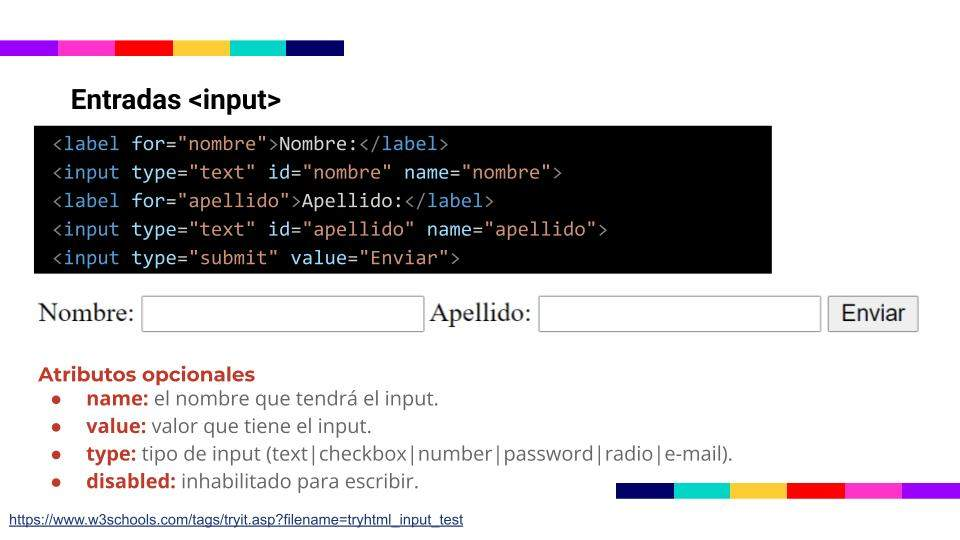 Entradas <input>
<label for="nombre">Nombre:</label>
<input type="text" id="nombre" name="nombre">
<label for="apellido">Apellido:</label>
<input type="text" id="apellido" name="apellido">
<input type="submit" value="Enviar">
Nombre: Apellido: Enviar
Atributos opcionales
● name: el nombre que tendrá el input.
● value: valor que tiene el input.
● type: tipo de input (text|checkbox|number|password|radio|e-mail).
● disabled: inhabilitado para escribir.
https://www.w3schools.com/tags/tryit.asp?filename=tryhtml_input_test